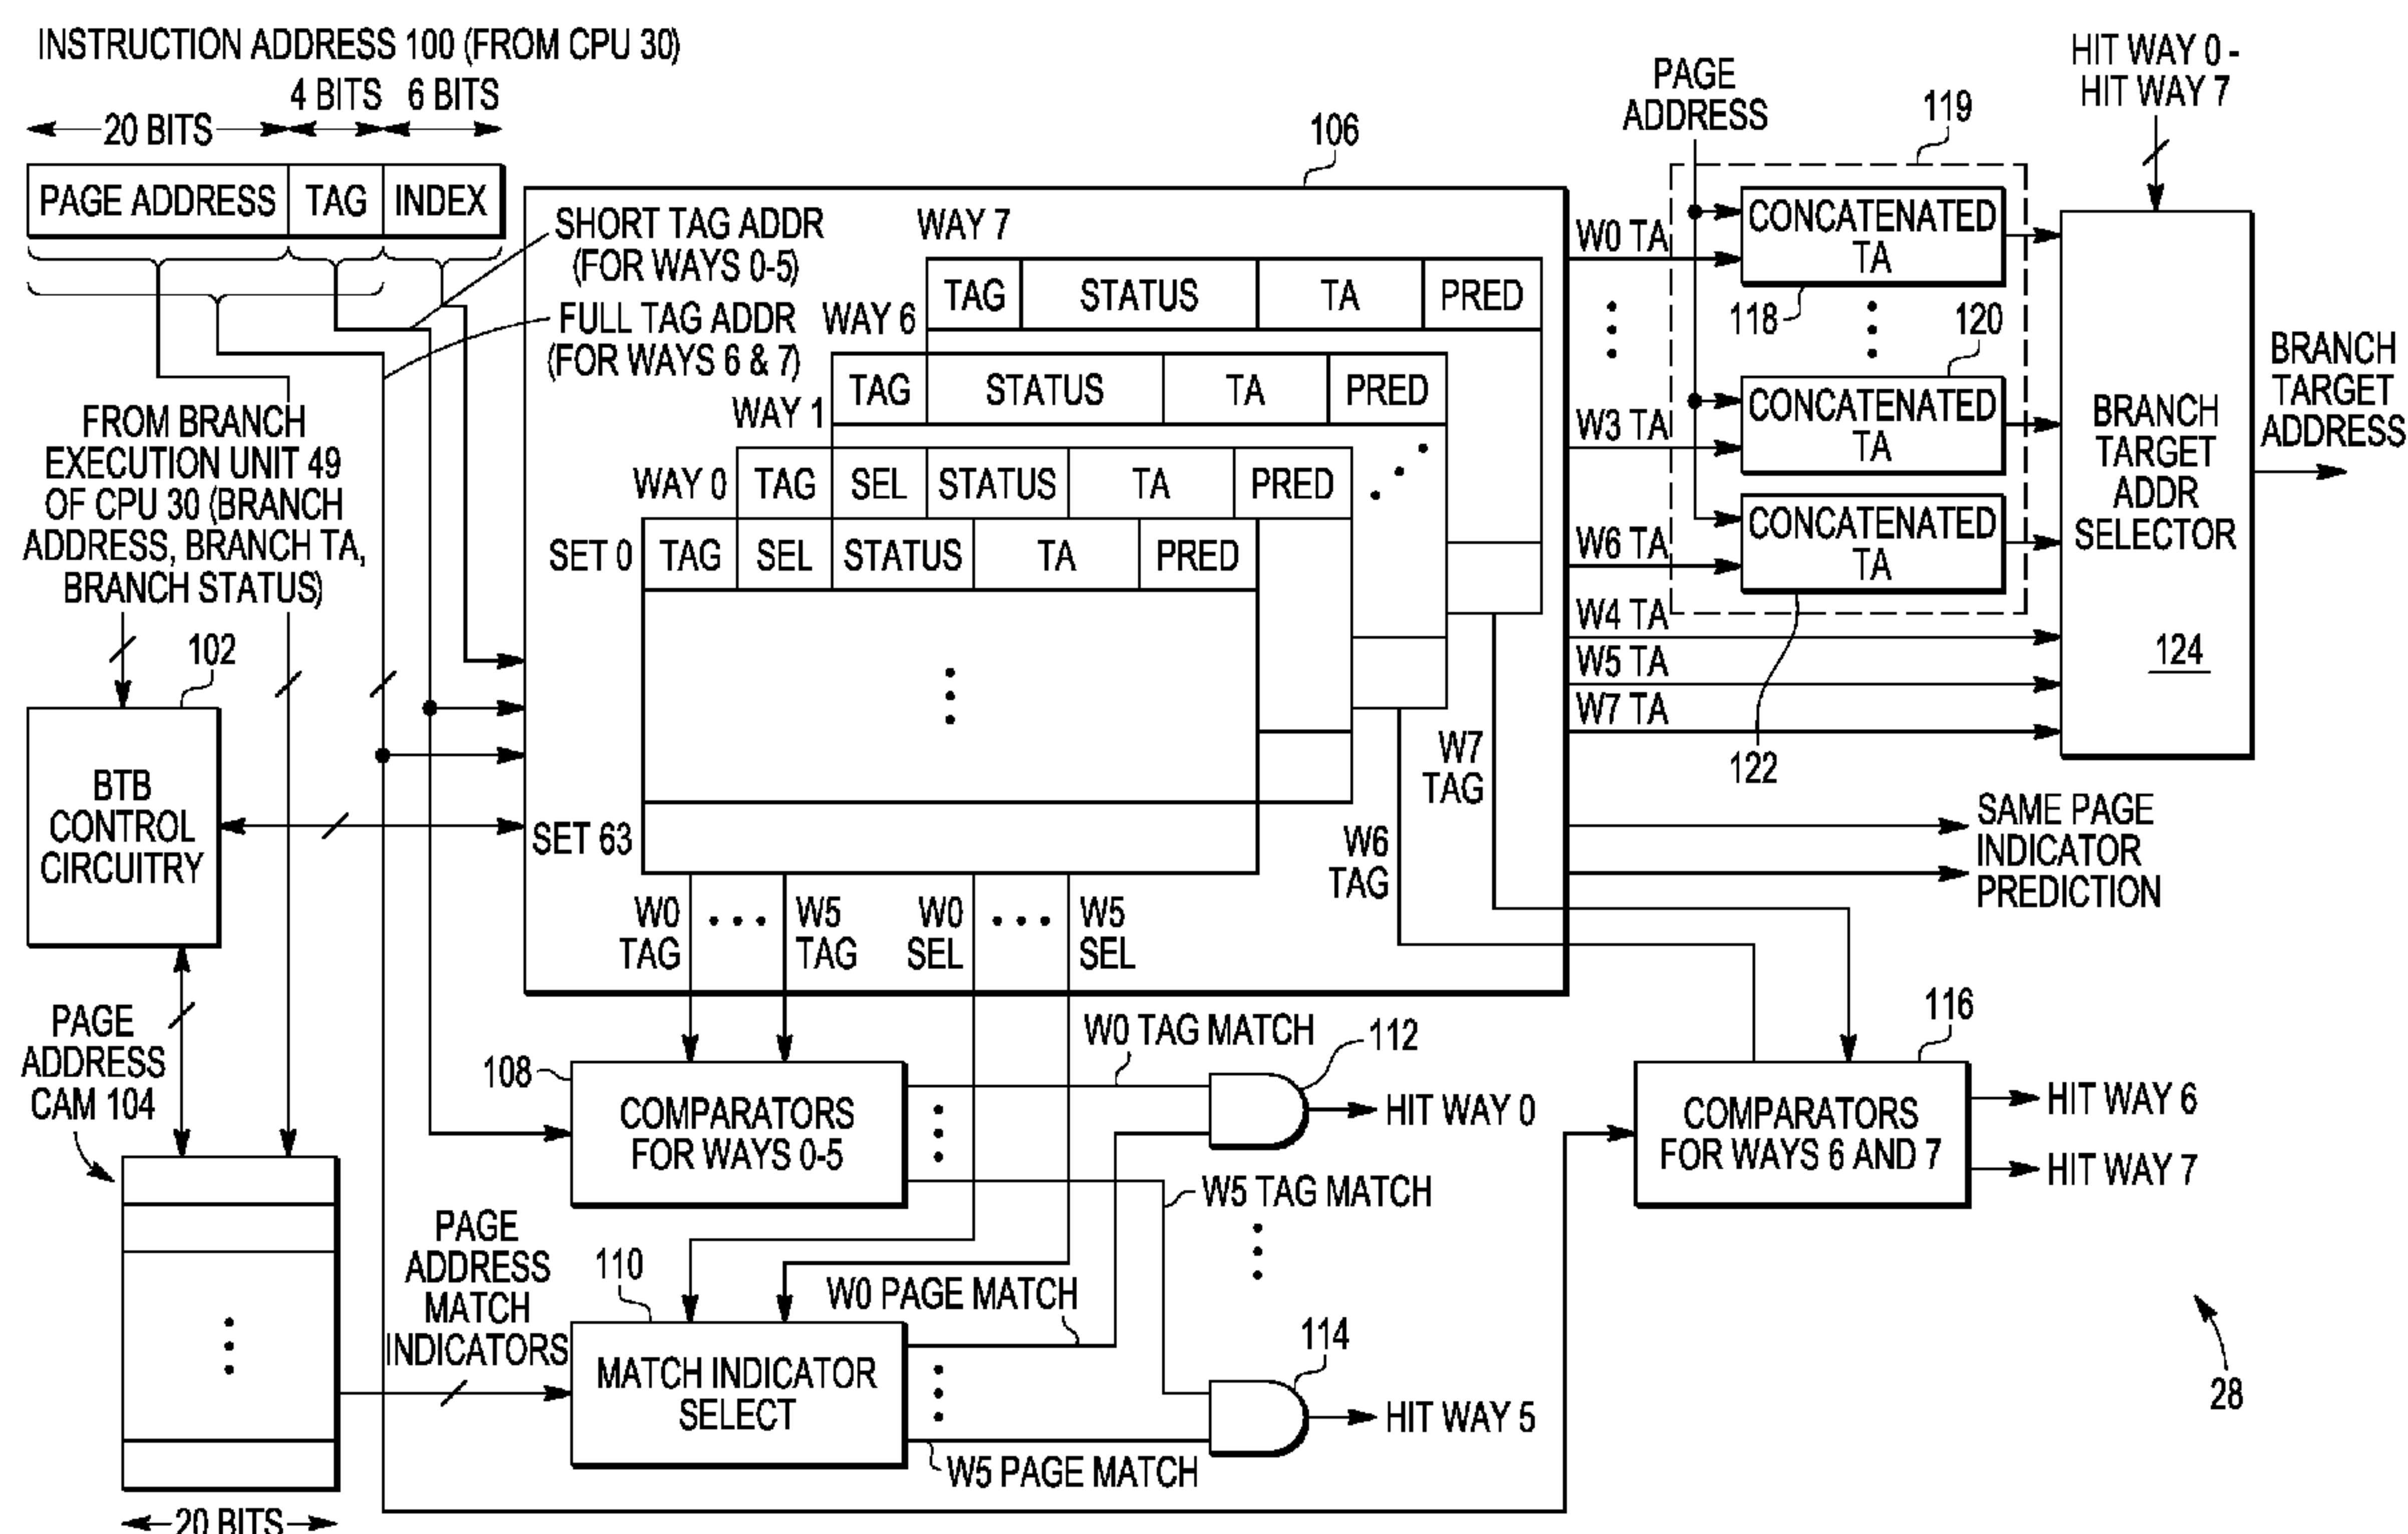 INSTRUCTION ADDRESS 100 (FROM CPU 30)
20 BITS
4 BITS
6 BITS
PAGE ADDRESS
TAG
INDEX
SHORT TAG ADDR
(FOR WAYS 0-5)
FULL TAG ADDR
(FOR WAYS 6 & 7)
FROM BRANCH
EXECUTION UNIT 49
OF CPU 30 (BRANCH
ADDRESS, BRANCH TA,
BRANCH STATUS)
102
BTB
CONTROL
CIRCUITRY
PAGE
ADDRESS
CAM 104
20 BITS
PAGE
ADDRESS
MATCH
INDICATORS
106
WAY 7
TAG
STATUS
TA
PRED
WAY 6
TAG
STATUS
TA
PRED
WAY 1
TAG
SEL
STATUS
TA
PRED
WAY 0
SET 0
TAG
SEL
STATUS
TA
PRED
SET 63
W0
TAG
W5
TAG
W0
SEL
W5
SEL
W6
TAG
W7
TAG
108
COMPARATORS
FOR WAYS 0-5
110
MATCH INDICATOR
SELECT
W0 TAG MATCH
112
HIT WAY 0
W5 TAG MATCH
W0 PAGE MATCH
114
HIT WAY 5
W5 PAGE MATCH
116
COMPARATORS
FOR WAYS 6 AND 7
HIT WAY 6
HIT WAY 7
PAGE
ADDRESS
119
HIT WAY 0 -
HIT WAY 7
W0 TA
CONCATENATED
TA
118
120
W3 TA
CONCATENATED
TA
W6 TA
CONCATENATED
TA
122
W4 TA
W5 TA
W7 TA
BRANCH
TARGET
ADDR
SELECTOR
124
BRANCH
TARGET
ADDRESS
SAME PAGE
INDICATOR
PREDICTION
28